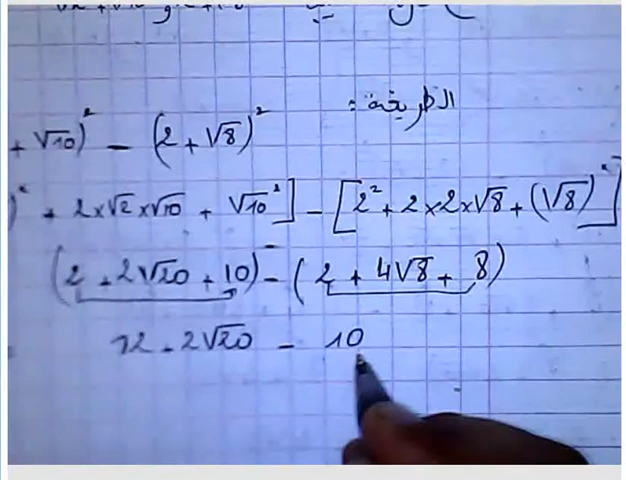 الطريقة :
+ √10)² − (2 + √8)²
)² + 2×√2×√10 + √10²] − [2² + 2×2×√8 + (√8)²]
(2 + 2√20 + 10) − (2 + 4√8 + 8)
12 + 2√20 − 10